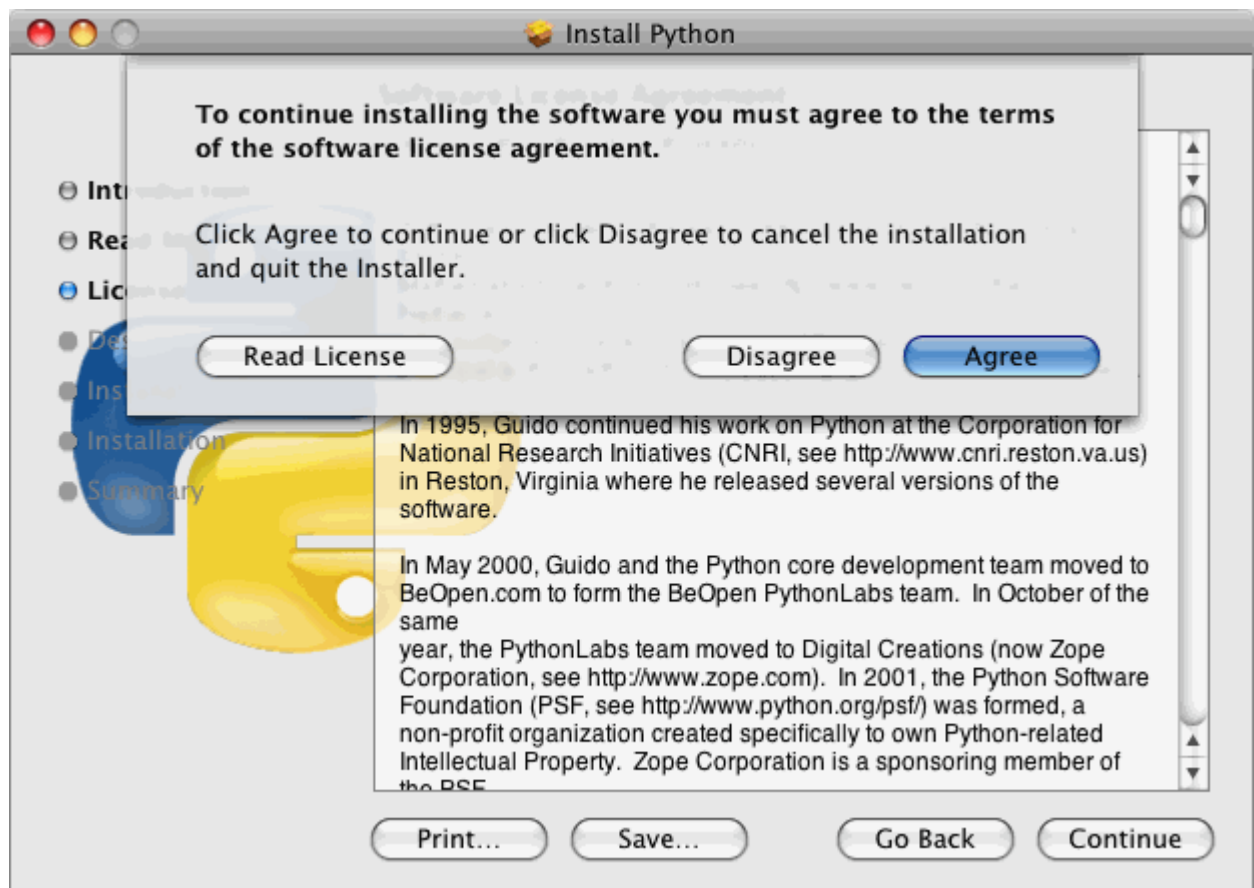 Install Python
To continue installing the software you must agree to the terms
of the software license agreement.
Click Agree to continue or click Disagree to cancel the installation
and quit the Installer.
Read License
Disagree
Agree
Installation
Summary
In 1995, Guido continued his work on Python at the Corporation for
National Research Initiatives (CNRI, see http://www.cnri.reston.va.us)
in Reston, Virginia where he released several versions of the
software.
In May 2000, Guido and the Python core development team moved to
BeOpen.com to form the BeOpen PythonLabs team.  In October of the
same
year, the PythonLabs team moved to Digital Creations (now Zope
Corporation, see http://www.zope.com).  In 2001, the Python Software
Foundation (PSF, see http://www.python.org/psf/) was formed, a
non-profit organization created specifically to own Python-related
Intellectual Property.  Zope Corporation is a sponsoring member of
the PSF
Print...
Save...
Go Back
Continue